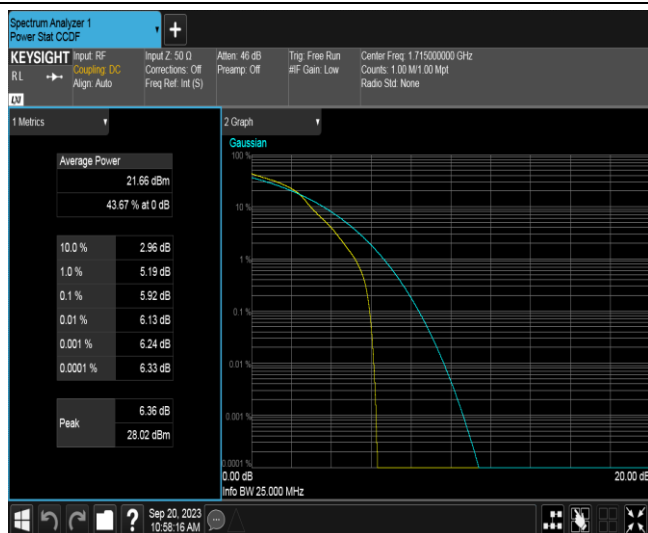 Spectrum Analyzer 1
Power Stat CCDF
+
KEYSIGHT
RL
LXI
Input: RF
Coupling: DC
Align: Auto
Input Z: 50 Ω
Corrections: Off
Freq Ref: Int (S)
Atten: 46 dB
Preamp: Off
Trig: Free Run
#IF Gain: Low
Center Freq: 1.715000000 GHz
Counts: 1.00 M/1.00 Mpt
Radio Std: None
1 Metrics
Average Power
21.66 dBm
43.67 % at 0 dB
10.0 % 2.96 dB
1.0 % 5.19 dB
0.1 % 5.92 dB
0.01 % 6.13 dB
0.001 % 6.24 dB
0.0001 % 6.33 dB
Peak
6.36 dB
28.02 dBm
2 Graph
Gaussian
100 %
10 %
1 %
0.1 %
0.01 %
0.001 %
0.0001 %
0.00 dB 20.00 dB
Info BW 25.000 MHz
?
Sep 20, 2023
10:58:16 AM